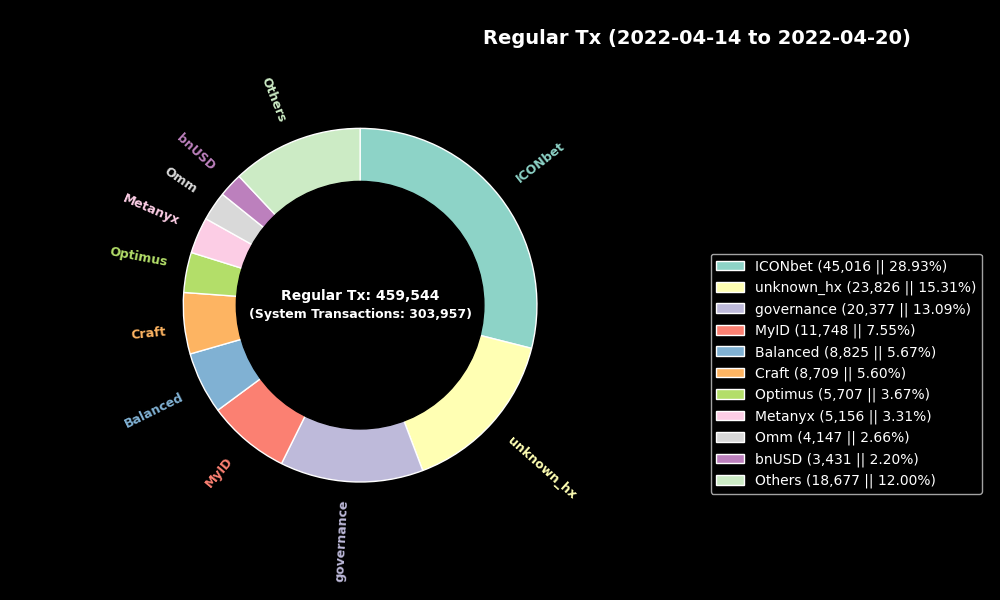 Regular Tx (2022-04-14 to 2022-04-20)
Others
ICONbet
bnUSD
Omm
Metanyx
Optimus
Craft
Balanced
MyID
governance
unknown_hx
Regular Tx: 459,544
(System Transactions: 303,957)
ICONbet (45,016 || 28.93%)
unknown_hx (23,826 || 15.31%)
governance (20,377 || 13.09%)
MyID (11,748 || 7.55%)
Balanced (8,825 || 5.67%)
Craft (8,709 || 5.60%)
Optimus (5,707 || 3.67%)
Metanyx (5,156 || 3.31%)
Omm (4,147 || 2.66%)
bnUSD (3,431 || 2.20%)
Others (18,677 || 12.00%)